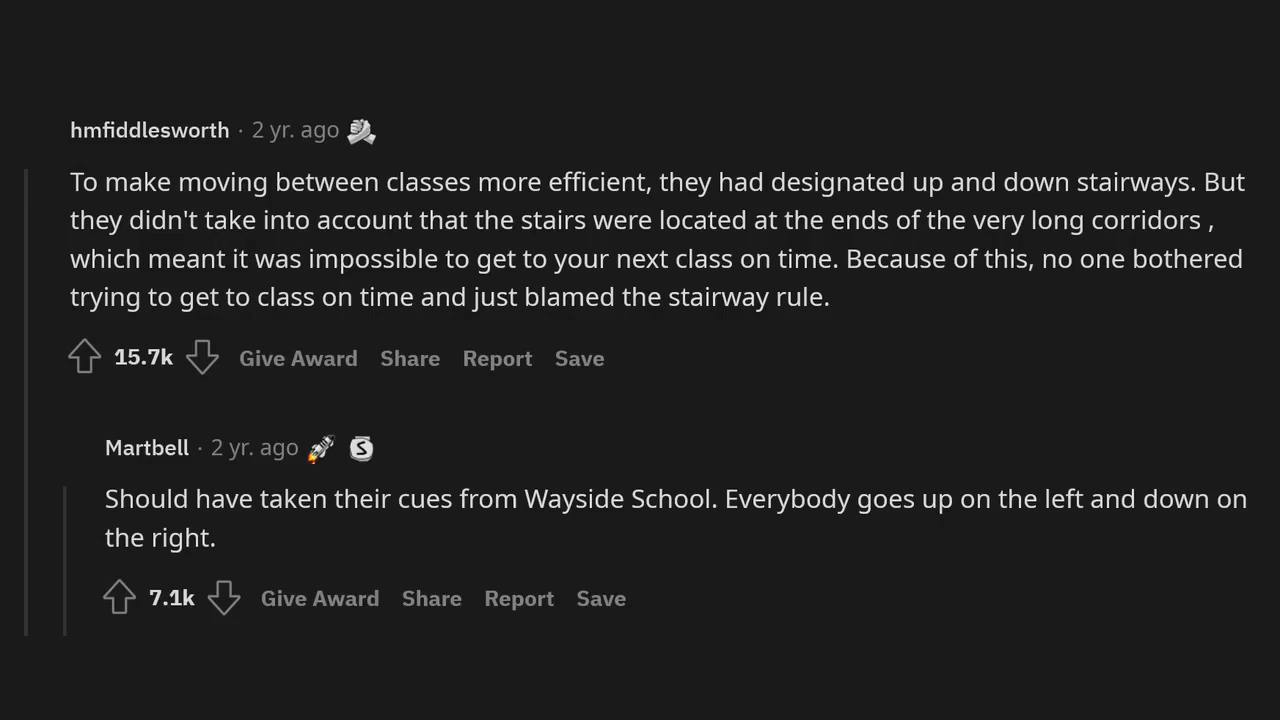 hmfiddlesworth · 2 yr. ago
To make moving between classes more efficient, they had designated up and down stairways. But
they didn't take into account that the stairs were located at the ends of the very long corridors ,
which meant it was impossible to get to your next class on time. Because of this, no one bothered
trying to get to class on time and just blamed the stairway rule.
15.7k Give Award Share Report Save
Martbell · 2 yr. ago S
Should have taken their cues from Wayside School. Everybody goes up on the left and down on
the right.
7.1k Give Award Share Report Save